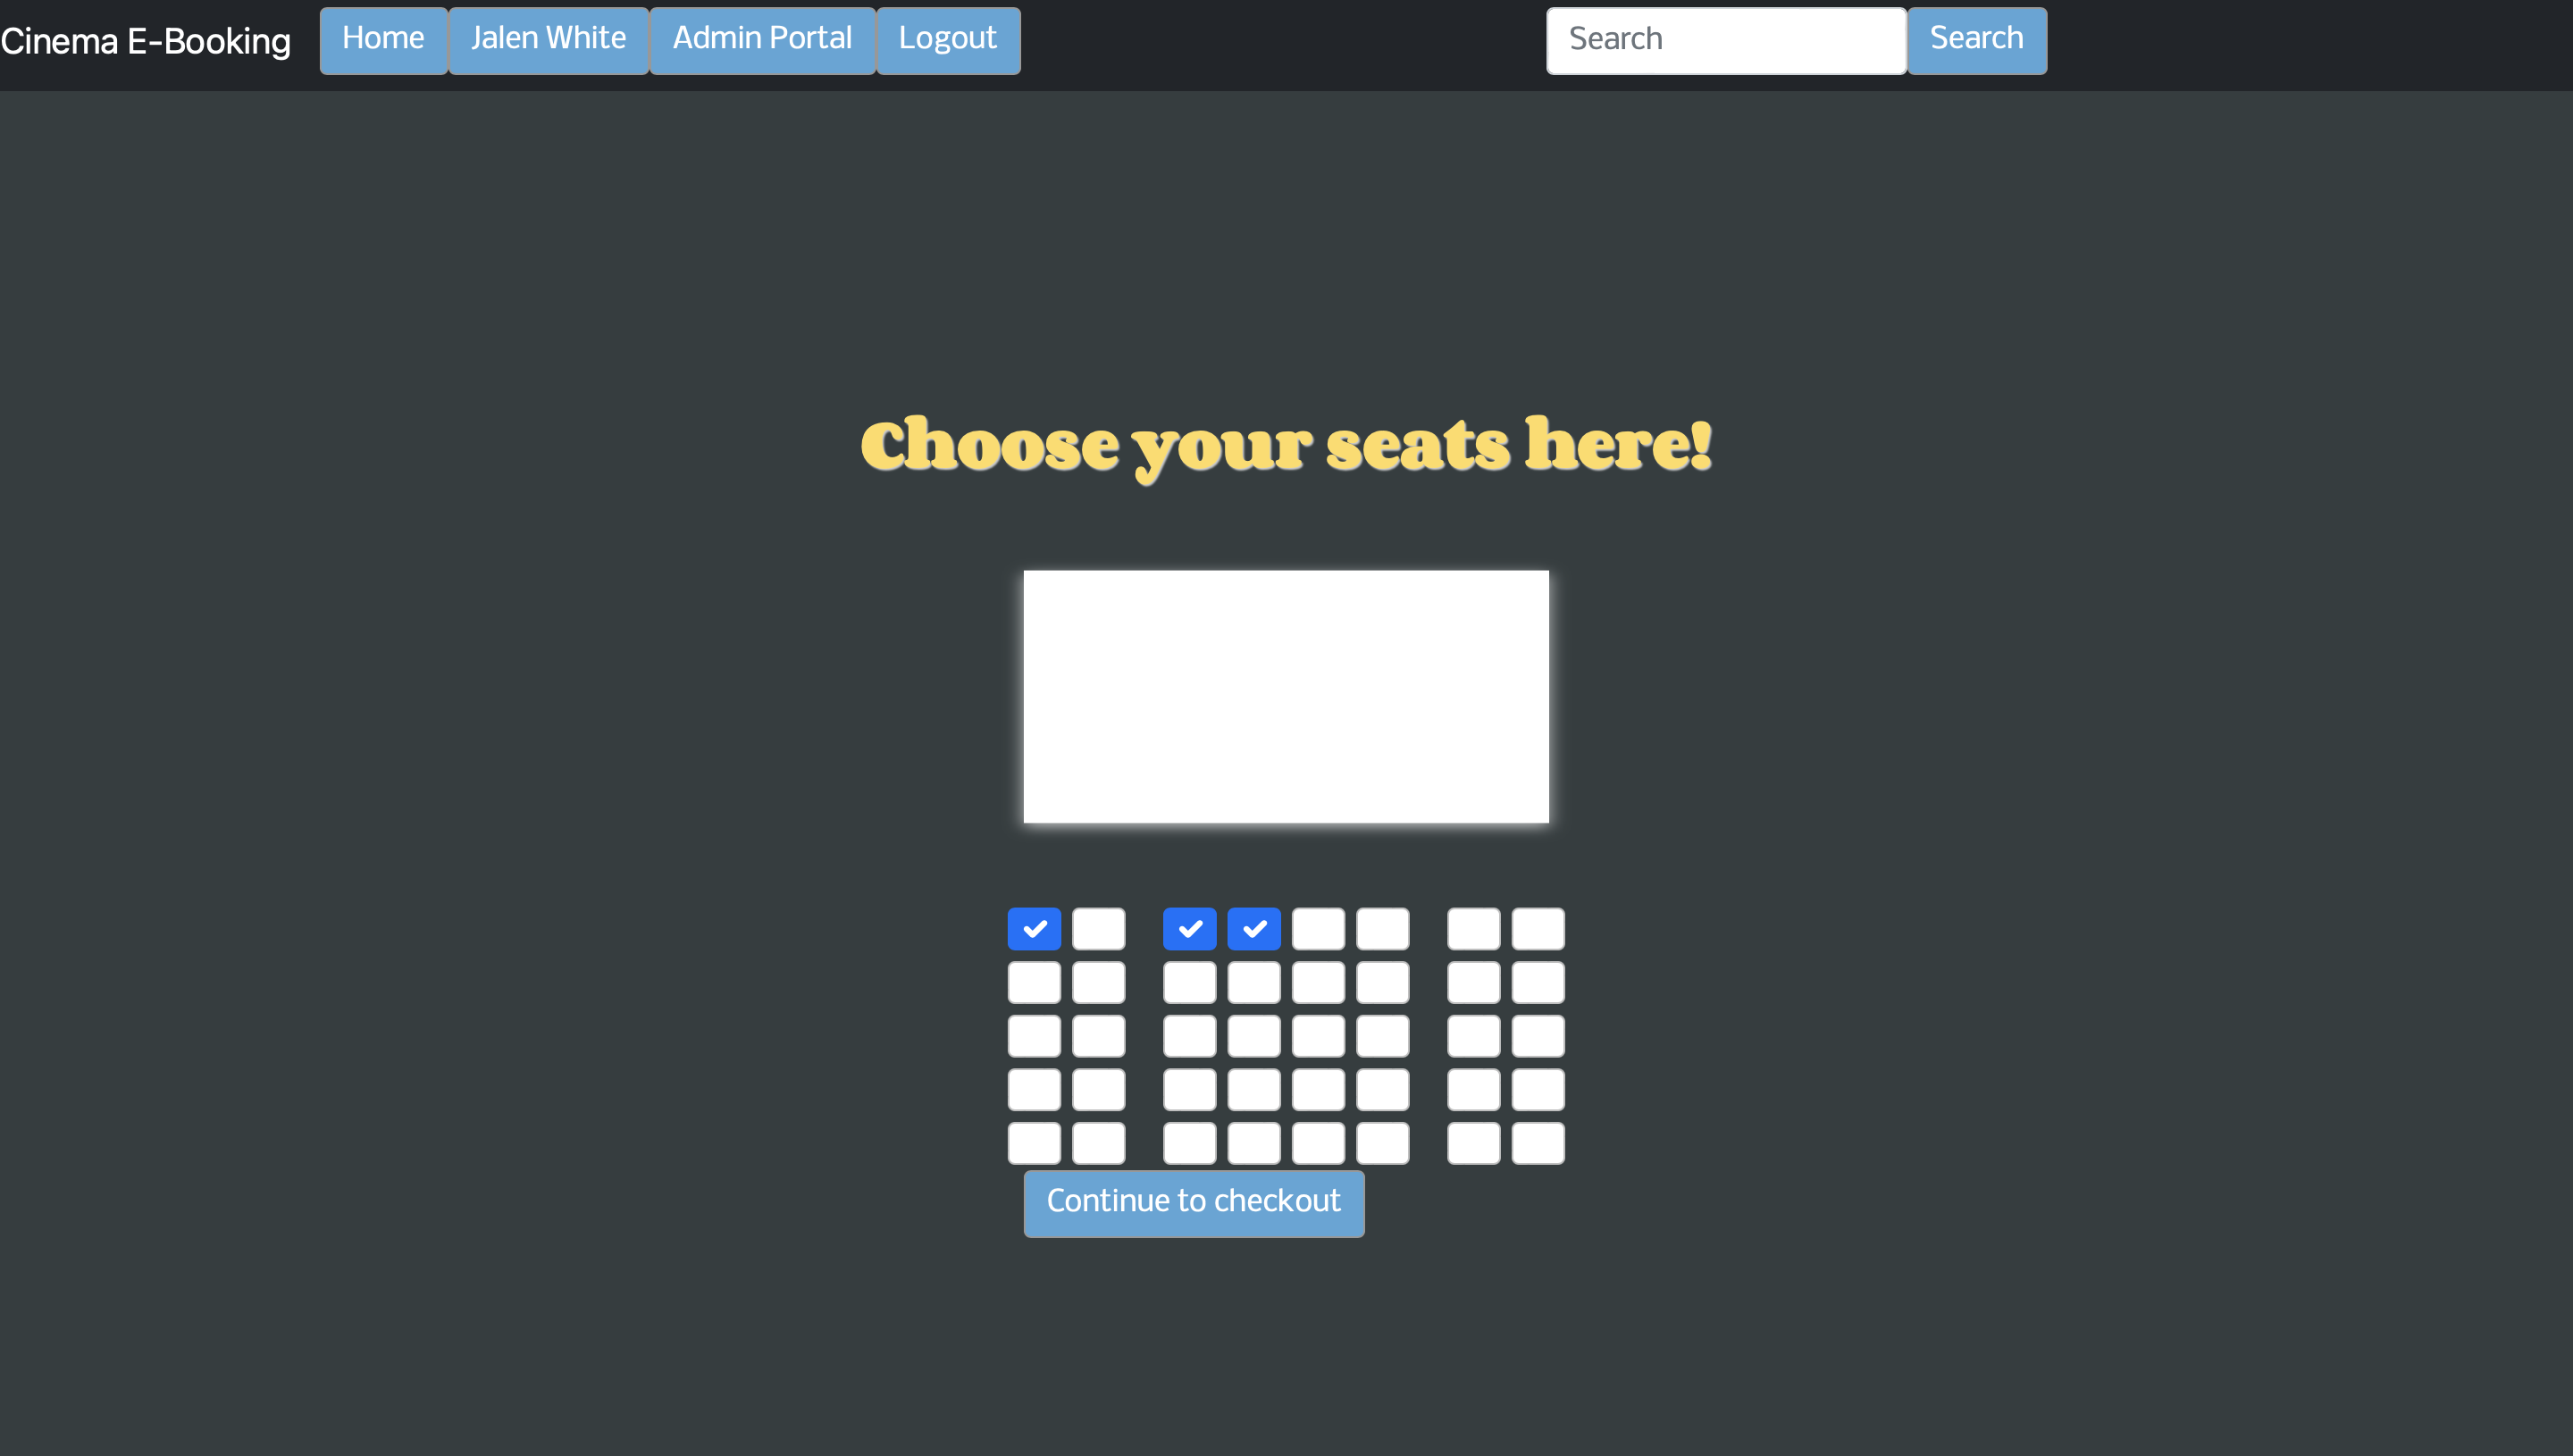 Cinema E-Booking Home Jalen White Admin Portal Logout Search Search
Choose your seats here!
Continue to checkout